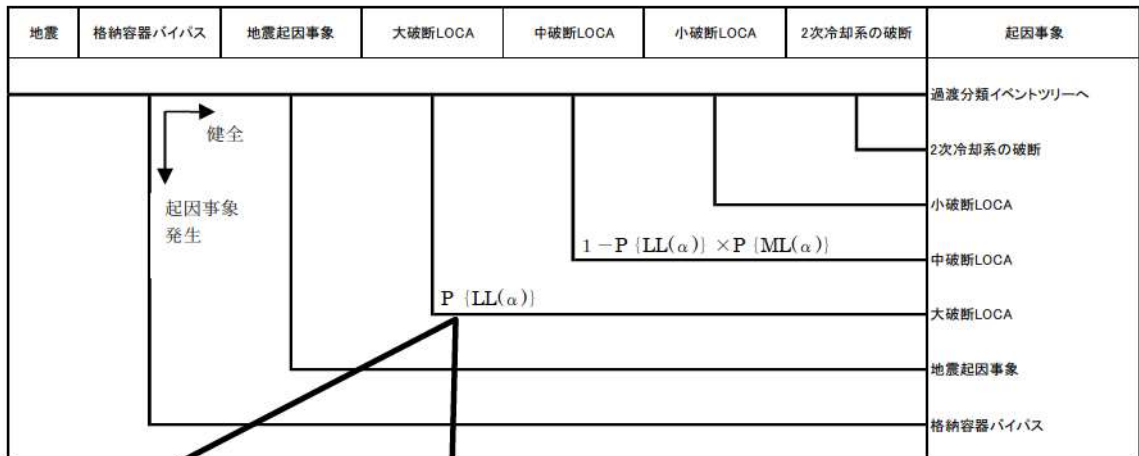 地震
格納容器バイパス
地震起因事象
大破断LOCA
中破断LOCA
小破断LOCA
2次冷却系の破断
起因事象
過渡分類イベントツリーへ
健全
2次冷却系の破断
起因事象
発生
小破断LOCA
1－P {LL(α)} ×P {ML(α)}
中破断LOCA
P {LL(α)}
大破断LOCA
地震起因事象
格納容器バイパス